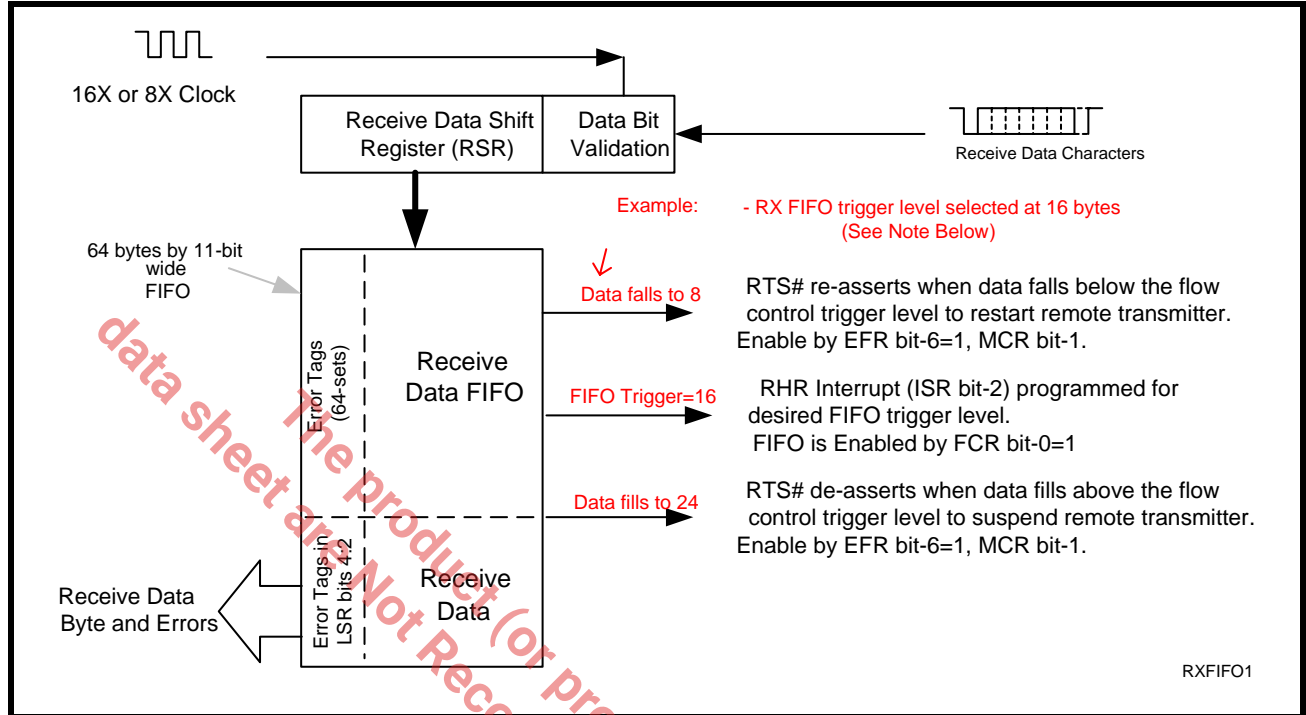 16X or 8X Clock
Receive Data Shift
Register (RSR)
Data Bit
Validation
Receive Data Characters
Example:
- RX FIFO trigger level selected at 16 bytes
(See Note Below)
64 bytes by 11-bit
wide
FIFO
Data falls to 8
RTS# re-asserts when data falls below the flow
control trigger level to restart remote transmitter.
Enable by EFR bit-6=1, MCR bit-1.
Error Tags
(64-sets)
Receive
Data FIFO
FIFO Trigger=16
RHR Interrupt (ISR bit-2) programmed for
desired FIFO trigger level.
FIFO is Enabled by FCR bit-0=1
Data fills to 24
RTS# de-asserts when data fills above the flow
control trigger level to suspend remote transmitter.
Enable by EFR bit-6=1, MCR bit-1.
Error Tags in
LSR bits 4:2
Receive
Data
Receive Data
Byte and Errors
RXFIFO1
The product (or
data sheet are Not